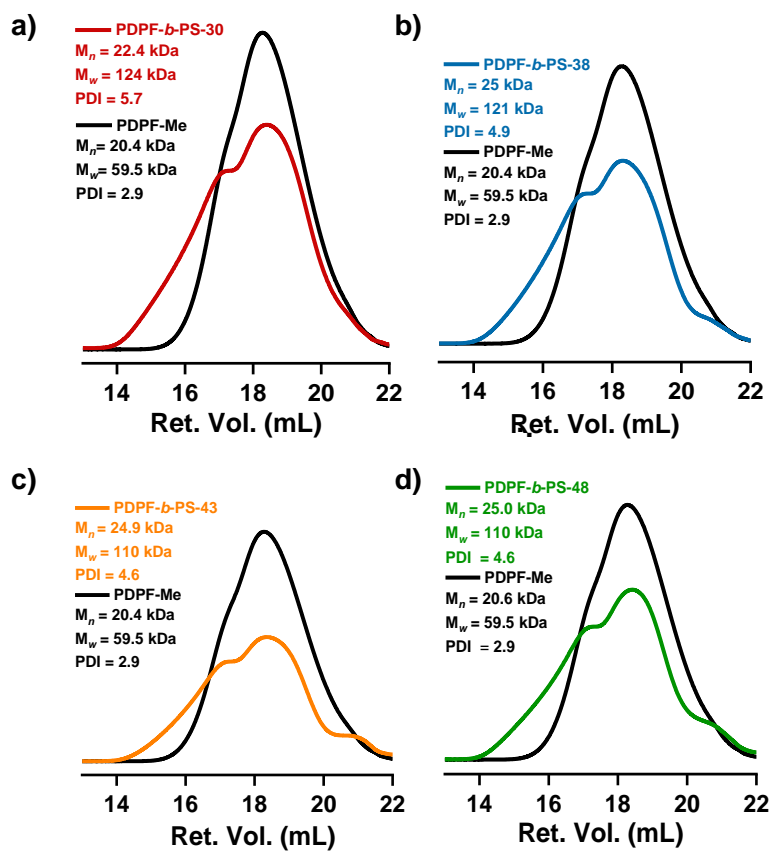 a)
PDPF-b-PS-30
Mn = 22.4 kDa
Mw = 124 kDa
PDI = 5.7
PDPF-Me
Mn= 20.4 kDa
Mw = 59.5 kDa
PDI = 2.9
14 16 18 20 22
Ret. Vol. (mL)
b)
PDPF-b-PS-38
Mn = 25 kDa
Mw = 121 kDa
PDI = 4.9
PDPF-Me
Mn = 20.4 kDa
Mw = 59.5 kDa
PDI = 2.9
14 16 18 20 22
Ret. Vol. (mL)
c)
PDPF-b-PS-43
Mn = 24.9 kDa
Mw = 110 kDa
PDI = 4.6
PDPF-Me
Mn = 20.4 kDa
Mw = 59.5 kDa
PDI = 2.9
14 16 18 20 22
Ret. Vol. (mL)
d)
PDPF-b-PS-48
Mn = 25.0 kDa
Mw = 110 kDa
PDI = 4.6
PDPF-Me
Mn = 20.6 kDa
Mw = 59.5 kDa
PDI = 2.9
14 16 18 20 22
Ret. Vol. (mL)